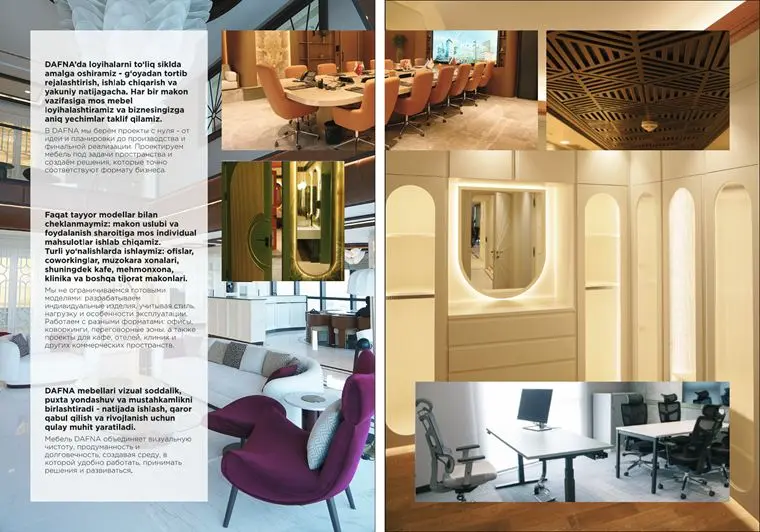 DAFNA'da loyihalarni to'liq siklda
amalga oshiramiz - g'oyadan tortib
rejalashtirish, ishlab chiqarish va
yakuniy natijagacha. Har bir makon
vazifasiga mos mebel
loyihalashtiramiz va biznesingizga
aniq yechimlar taklif qilamiz.
В DAFNA мы берём проекты с нуля - от
идеи и планировки до производства и
финальной реализации. Проектируем
мебель под задачи пространства и
создаём решения, которые точно
соответствуют формату бизнеса.
Faqat tayyor modellar bilan
cheklanmaymiz: makon uslubi va
foydalanish sharoitiga mos individual
mahsulotlar ishlab chiqamiz.
Turli yo'nalishlarda ishlaymiz: ofislar,
coworkinglar, muzokara xonalari,
shuningdek kafe, mehmonxona,
klinika va boshqa tijorat makonlari.
Мы не ограничиваемся готовыми
моделями: разрабатываем
индивидуальные изделия, учитывая стиль,
нагрузку и особенности эксплуатации.
Работаем с разными форматами: офисы,
коворкинги, переговорные зоны, а также
проекты для кафе, отелей, клиник и
других коммерческих пространств.
DAFNA mebellari vizual soddalik,
puxta yondashuv va mustahkamlikni
birlashtiradi - natijada ishlash, qaror
qabul qilish va rivojlanish uchun
qulay muhit yaratiladi.
Мебель DAFNA объединяет визуальную
чистоту, продуманность и
долговечность, создавая среду, в
которой удобно работать, принимать
решения и развиваться.